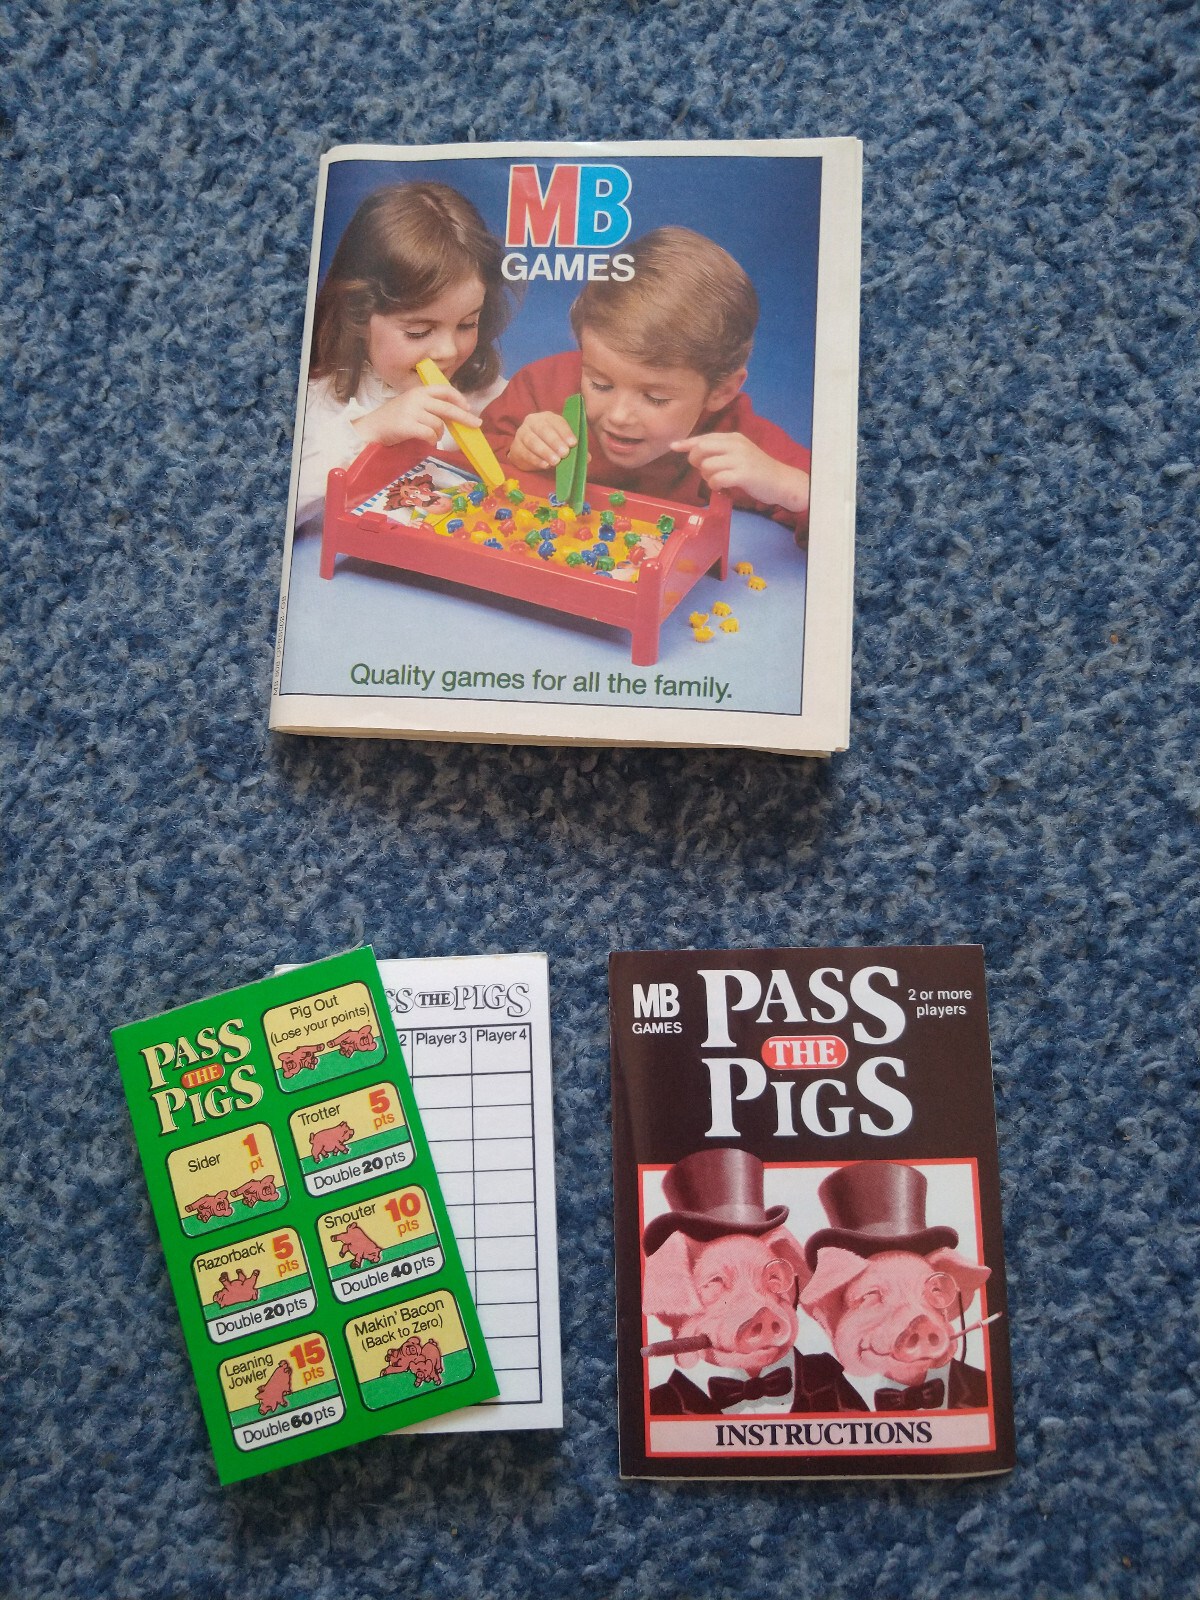 MB
GAMES
Quality games for all the family.
PASS
THE
PIGS
Pig Out
(Lose your points)
Trotter 5
pts
Double 20 pts
Sider 1
pt
Snouter 10
pts
Double 40 pts
Razorback 5
pts
Double 20 pts
Makin' Bacon
(Back to Zero)
Leaning
Jowler 15
pts
Double 60 pts
THE PIGS
2 Player 3 Player 4
MB
GAMES
PASS
THE
PIGS
2 or more
players
INSTRUCTIONS